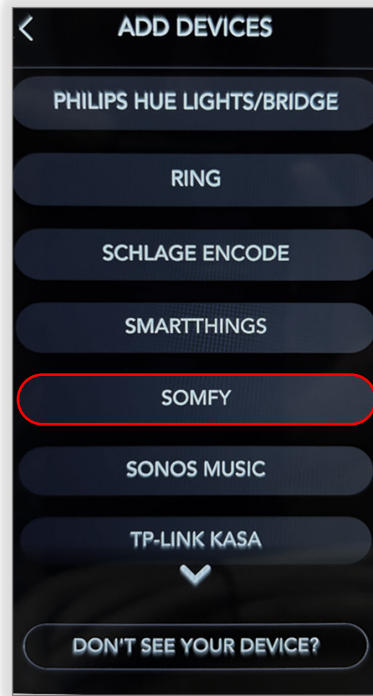 ADD DEVICES
PHILIPS HUE LIGHTS/BRIDGE
RING
SCHLAGE ENCODE
SMARTTHINGS
SOMFY
SONOS MUSIC
TP-LINK KASA
DON'T SEE YOUR DEVICE?